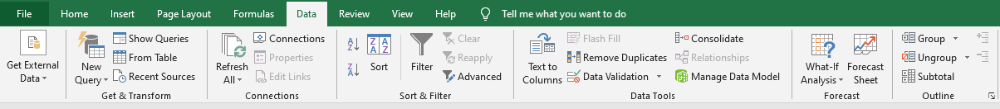 File Home Insert Page Layout Formulas Data Review View Help Tell me what you want to do
Get External
Data
New
Query
Show Queries
From Table
Recent Sources
Get & Transform
Refresh
All
Connections
Properties
Edit Links
Connections
A
Z
Z
A
Z A
A Z
Sort
Filter
Clear
Reapply
Advanced
Sort & Filter
Text to
Columns
Flash Fill
Remove Duplicates
Data Validation
Consolidate
Relationships
Manage Data Model
Data Tools
What-If
Analysis
Forecast
Sheet
Forecast
Group
Ungroup
Subtotal
Outline